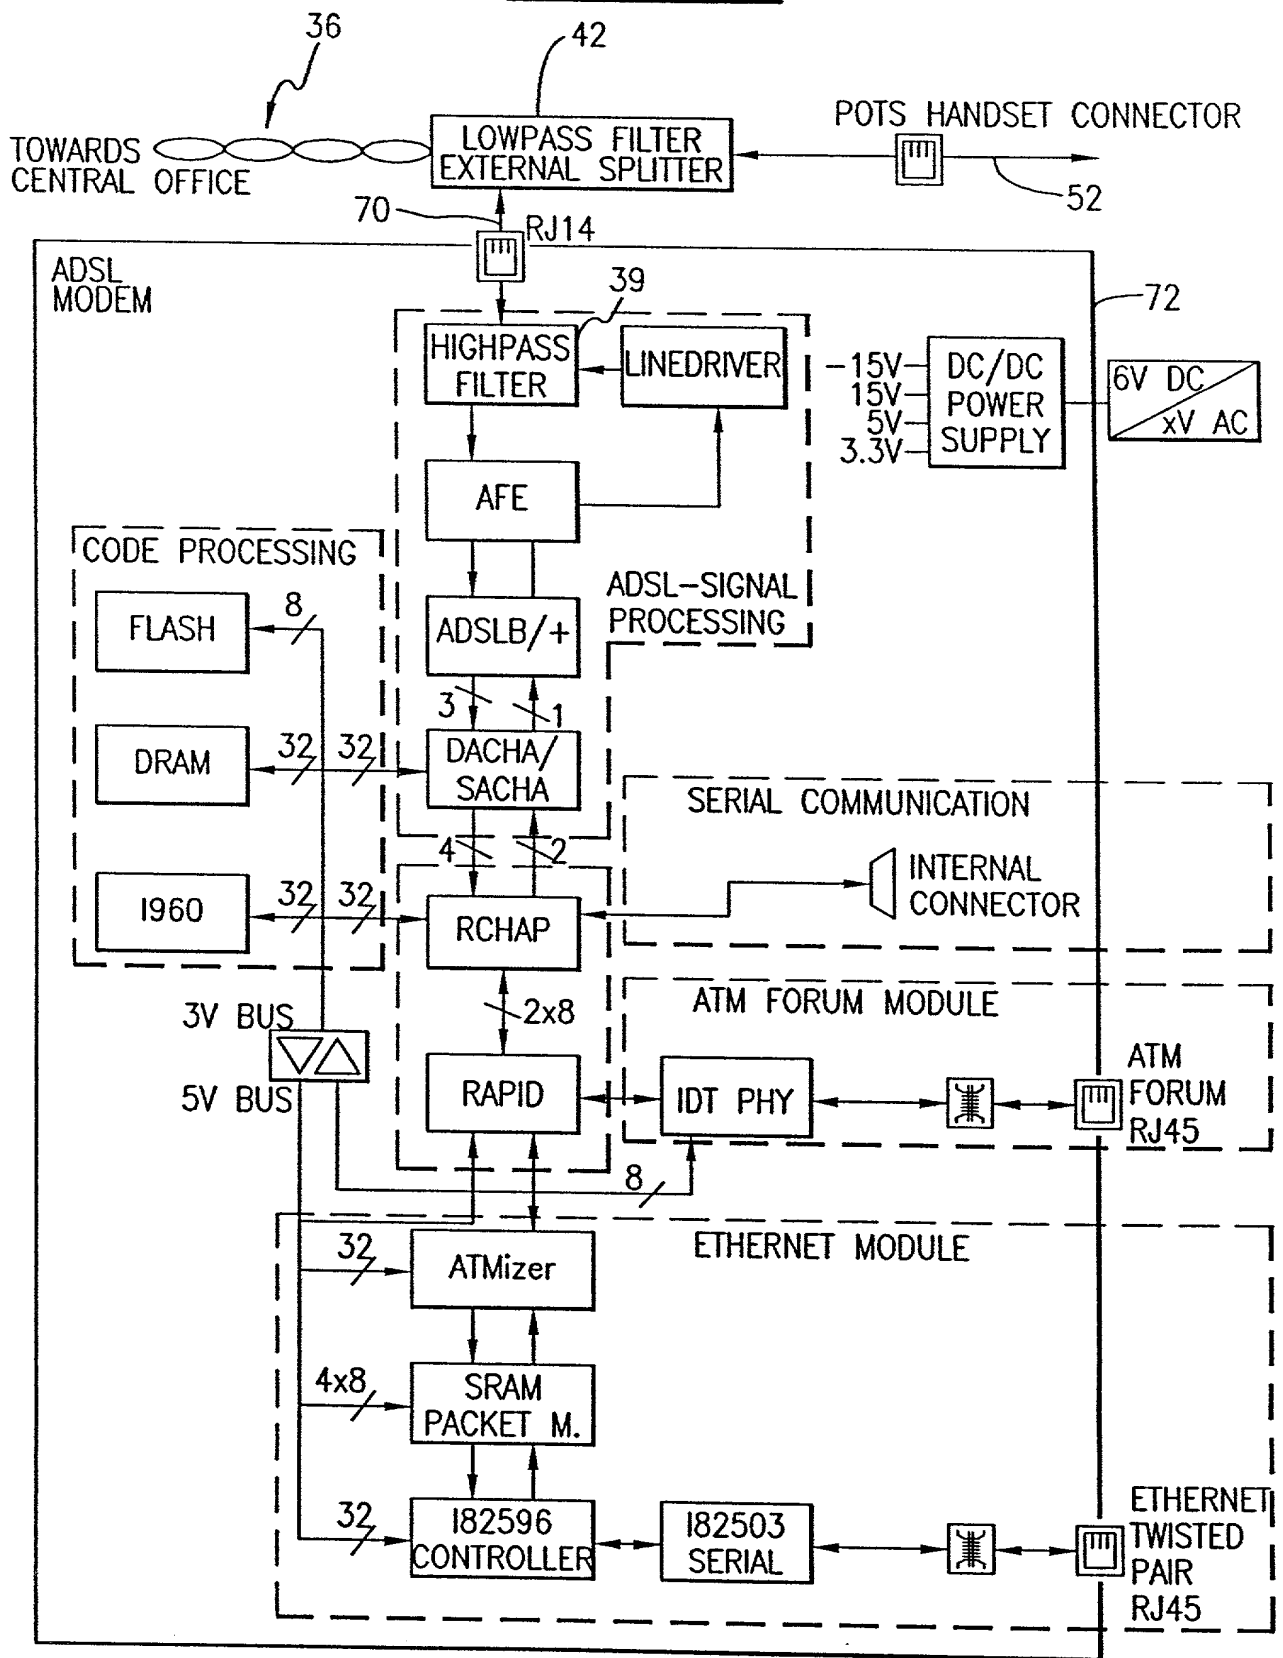 36
42
POTS HANDSET CONNECTOR
TOWARDS
CENTRAL OFFICE
LOWPASS FILTER
EXTERNAL SPLITTER
52
70
RJ14
ADSL
MODEM
39
72
HIGHPASS
FILTER
LINEDRIVER
-15V
15V
5V
3.3V
DC/DC
POWER
SUPPLY
6V DC
xV AC
AFE
CODE PROCESSING
ADSL-SIGNAL
PROCESSING
FLASH
8
ADSLB/+
3
1
DRAM
32
32
DACHA/
SACHA
SERIAL COMMUNICATION
4
2
INTERNAL
CONNECTOR
I960
32
32
RCHAP
2x8
ATM FORUM MODULE
3V BUS
5V BUS
RAPID
IDT PHY
ATM
FORUM
RJ45
8
ETHERNET MODULE
32
ATMizer
4x8
SRAM
PACKET M.
32
I82596
CONTROLLER
I82503
SERIAL
ETHERNET
TWISTED
PAIR
RJ45